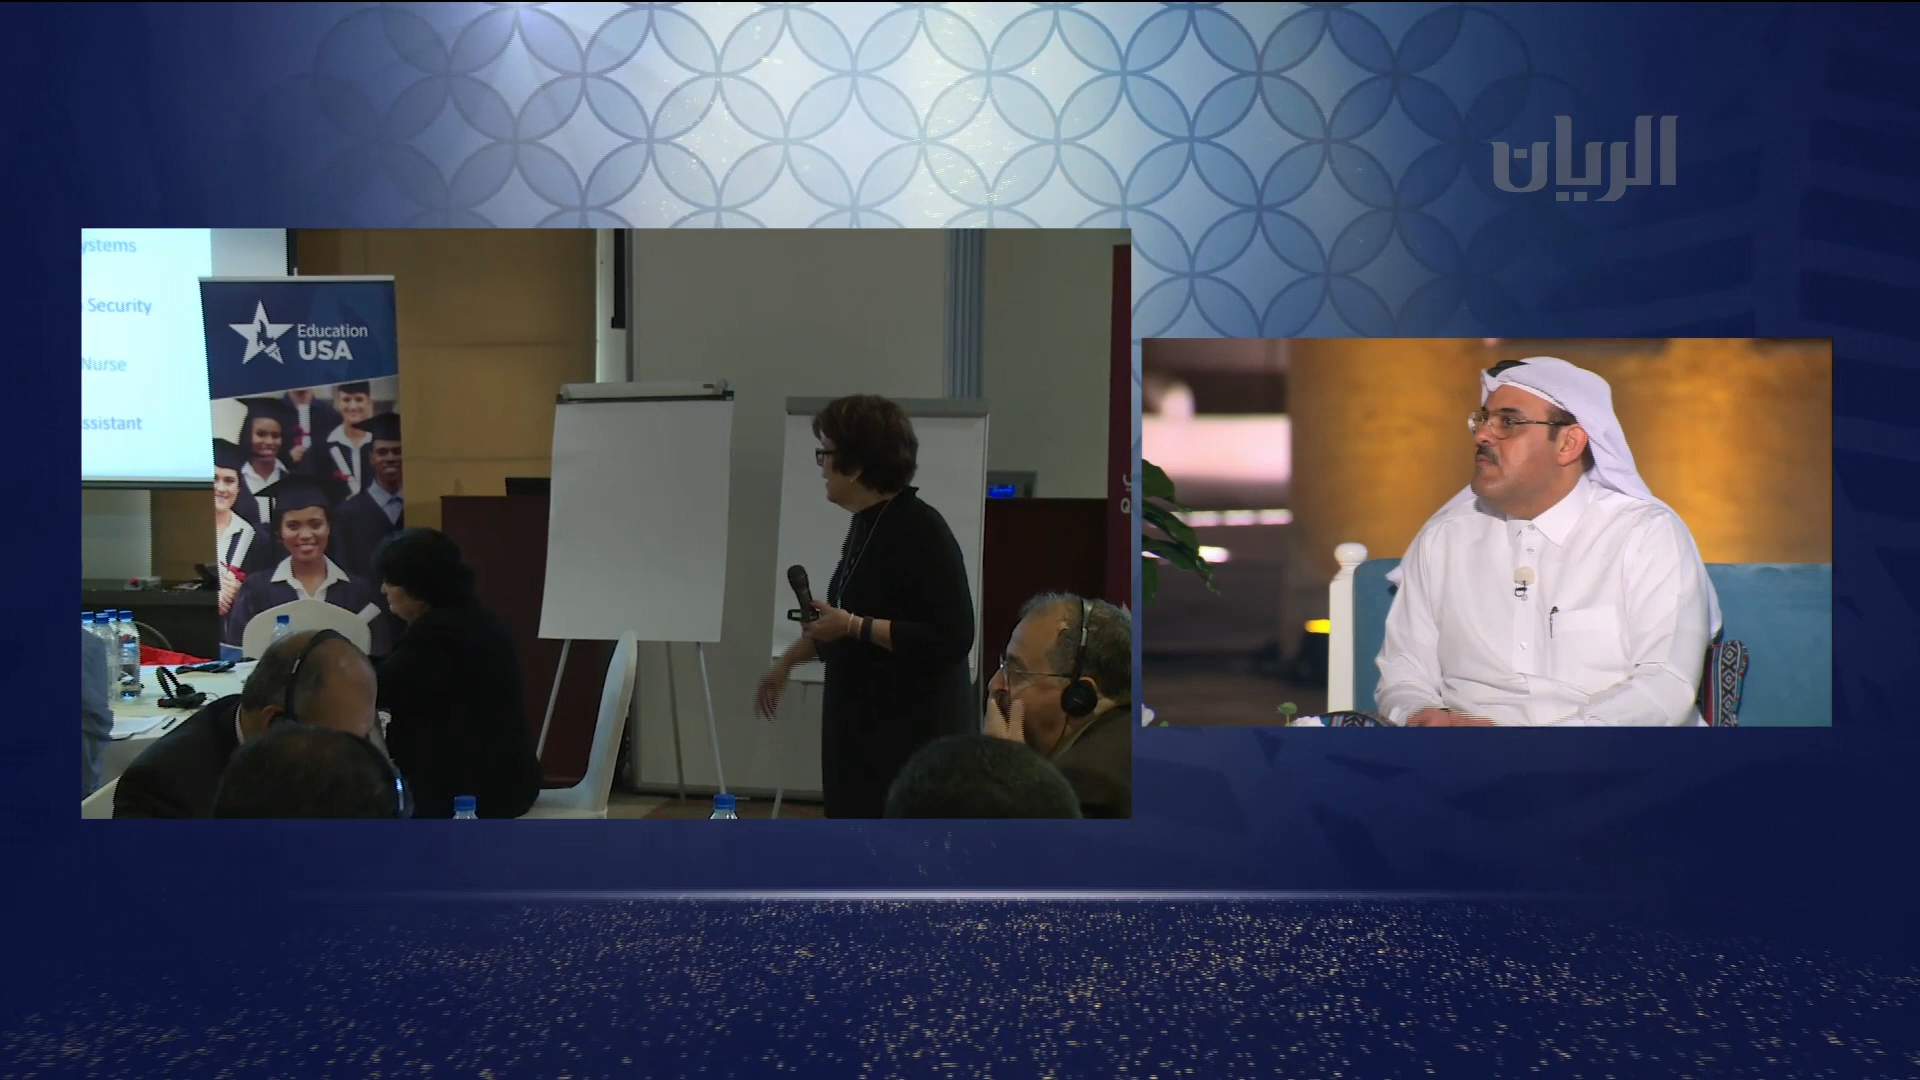 الريان
ystems
Security
Nurse
ssistant
Education
USA